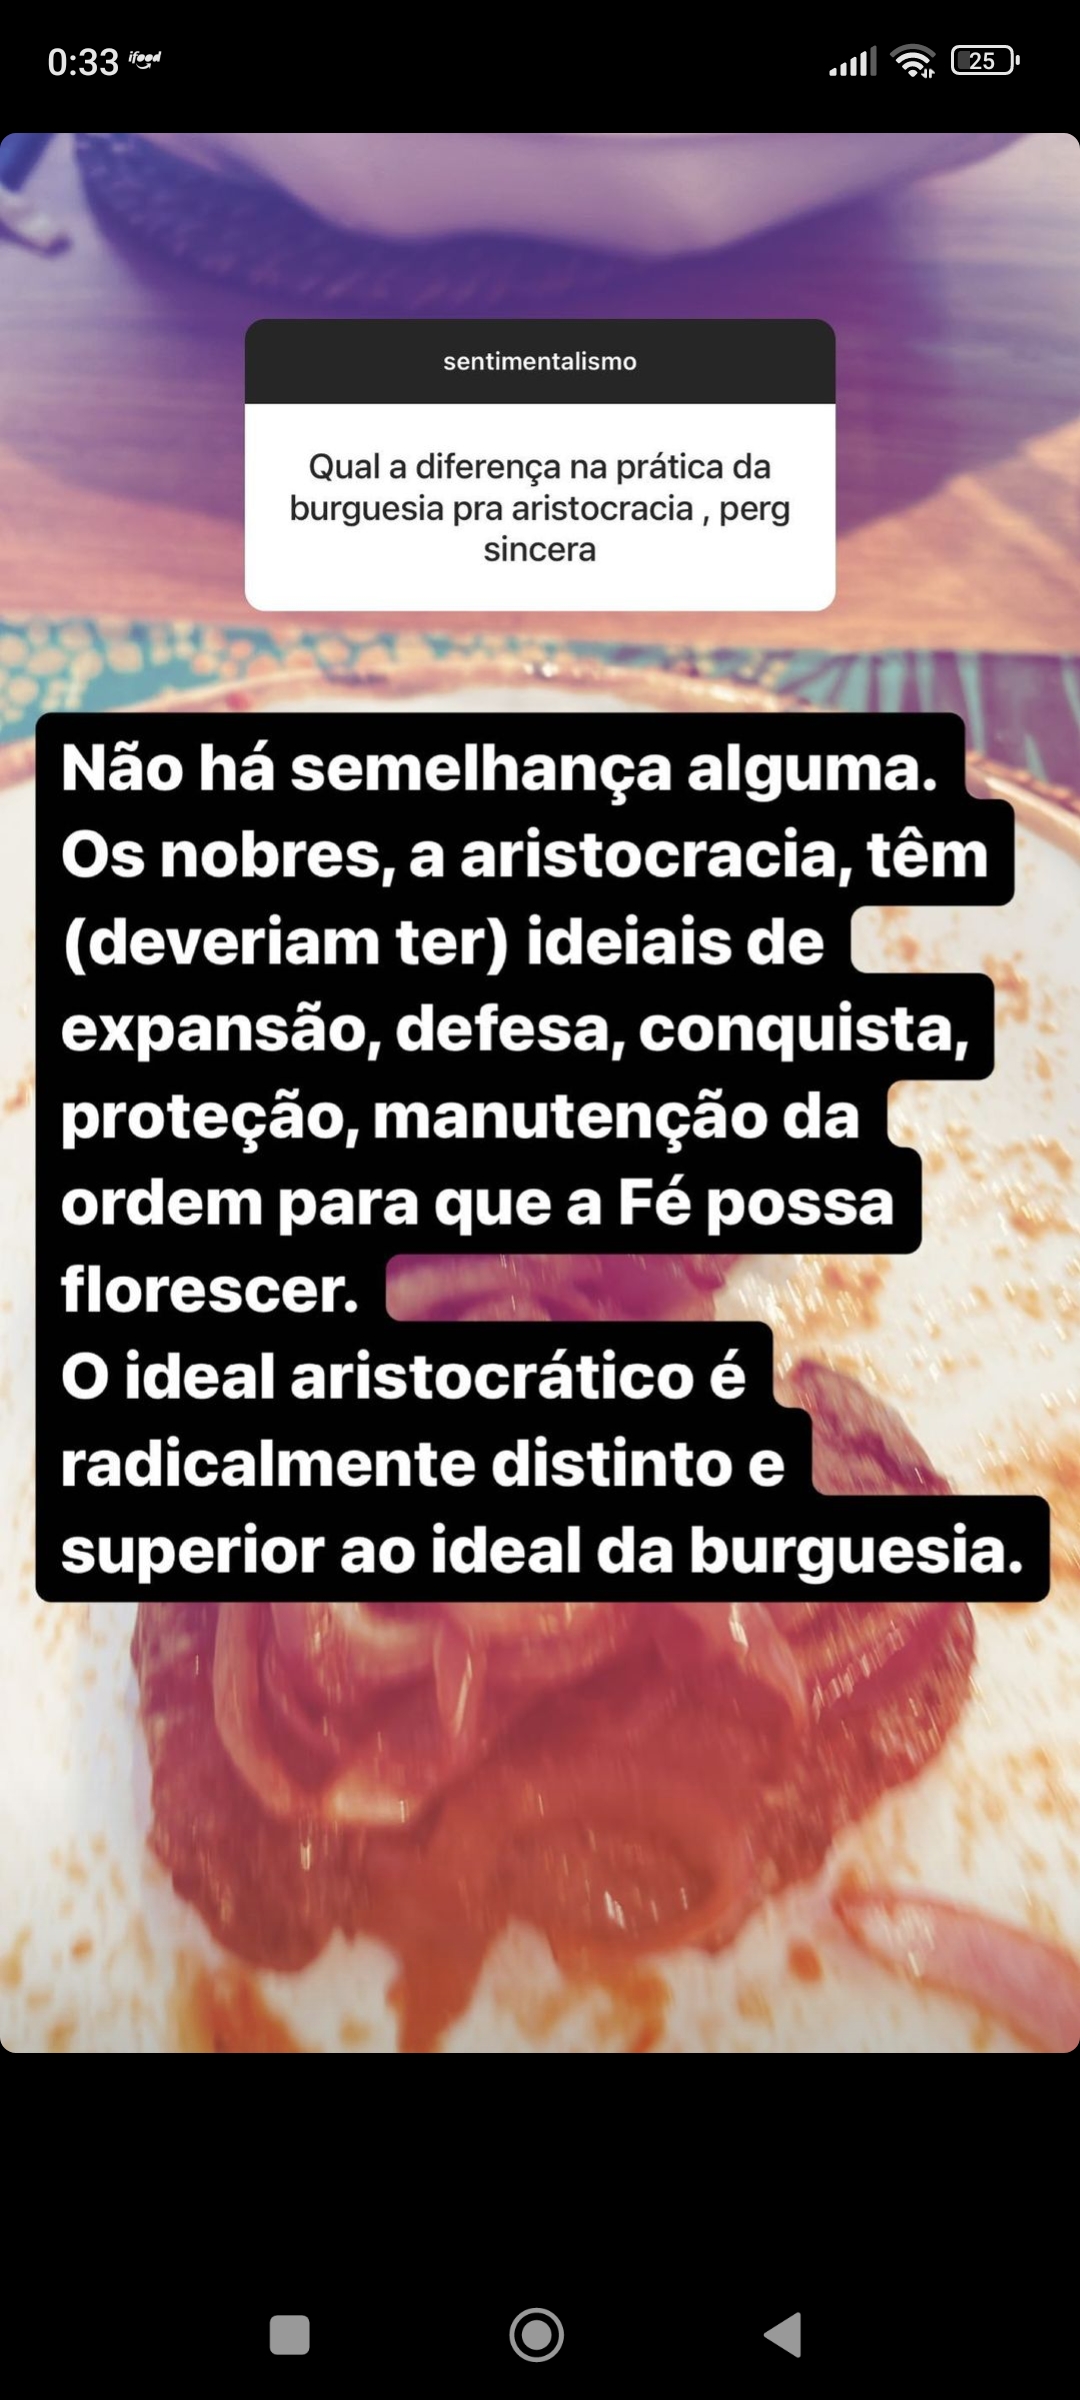 0:33 ifood
25
sentimentalismo
Qual a diferença na prática da
burguesia pra aristocracia , perg
sincera
Não há semelhança alguma.
Os nobres, a aristocracia, têm
(deveriam ter) ideiais de
expansão, defesa, conquista,
proteção, manutenção da
ordem para que a Fé possa
florescer.
O ideal aristocrático é
radicalmente distinto e
superior ao ideal da burguesia.